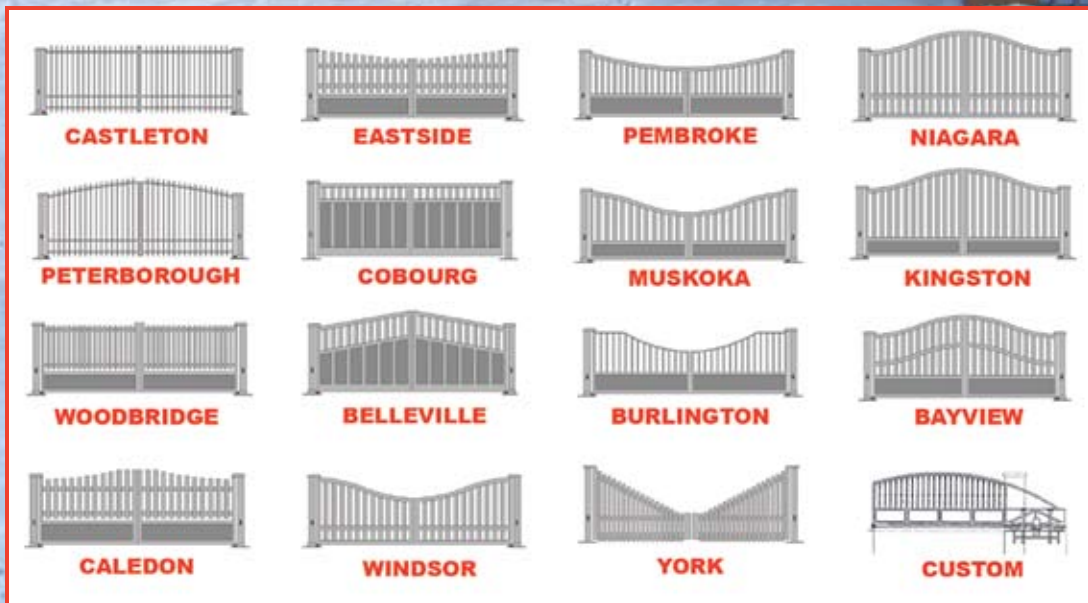 CASTLETON
EASTSIDE
PEMBROKE
NIAGARA
PETERBOROUGH
COBOURG
MUSKOKA
KINGSTON
WOODBRIDGE
BELLEVILLE
BURLINGTON
BAYVIEW
CALEDON
WINDSOR
YORK
CUSTOM